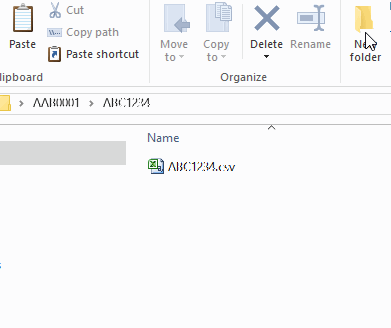 Cut
Copy path
Paste
Paste shortcut
Move to
Copy to
Delete
Rename
New folder
lipboard
Organize
AAB0001 > ABC1234
Name
ABC1234.csv
s